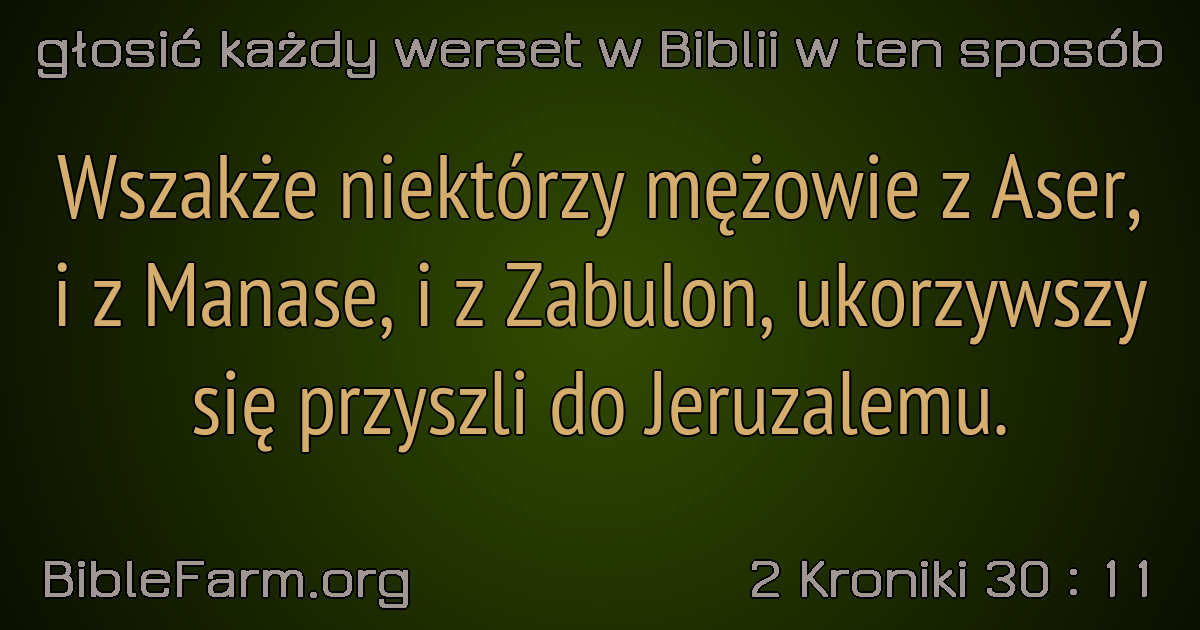 głosić każdy werset w Biblii w ten sposób
Wszakże niektórzy mężowie z Aser,
i z Manase, i z Zabulon, ukorzywszy
się przyszli do Jeruzalemu.
BibleFarm.org
2 Kroniki 30 : 11